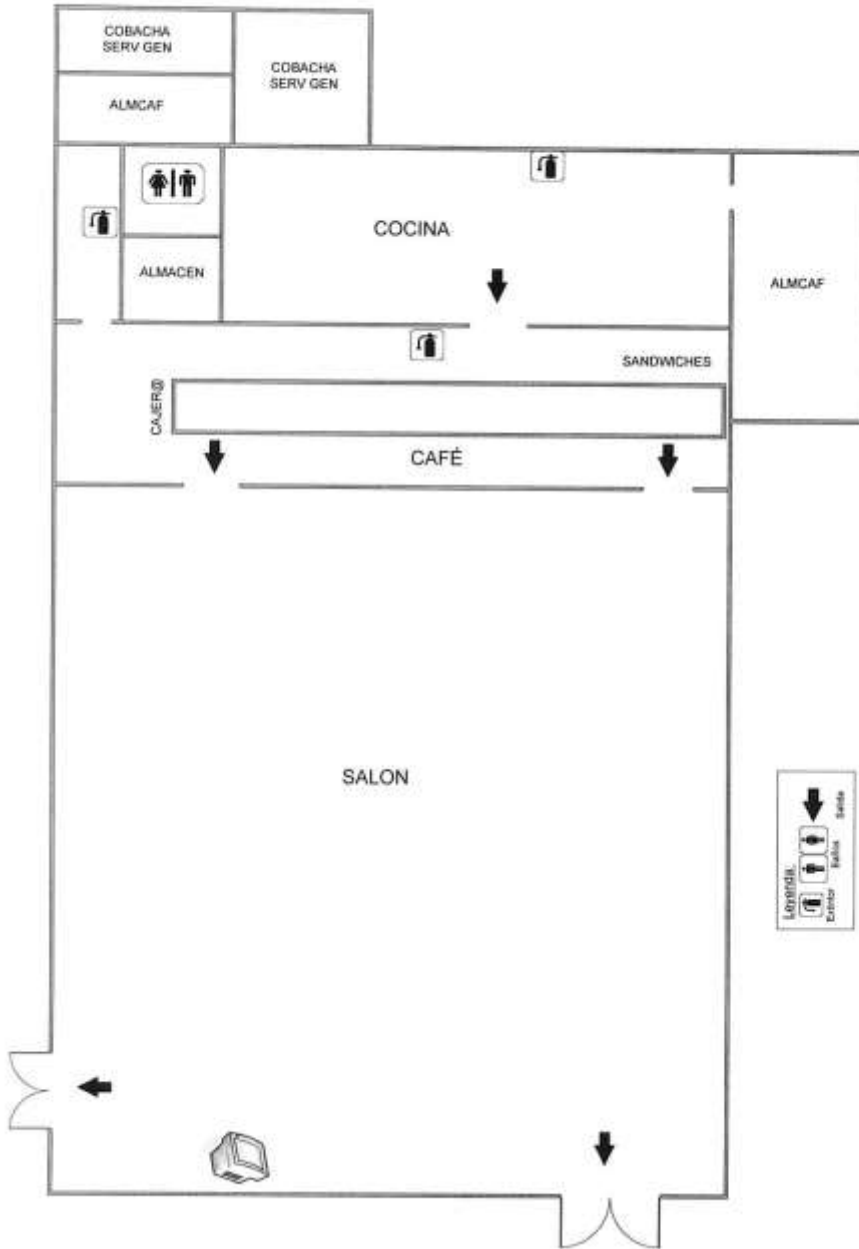 COBACHA
SERV GEN
COBACHA
SERV GEN
ALMCAF
COCINA
ALMACEN
ALMCAF
SANDWICHES
CAJER@
CAFÉ
SALON
Leyenda:
Extintor
Baños
Salida